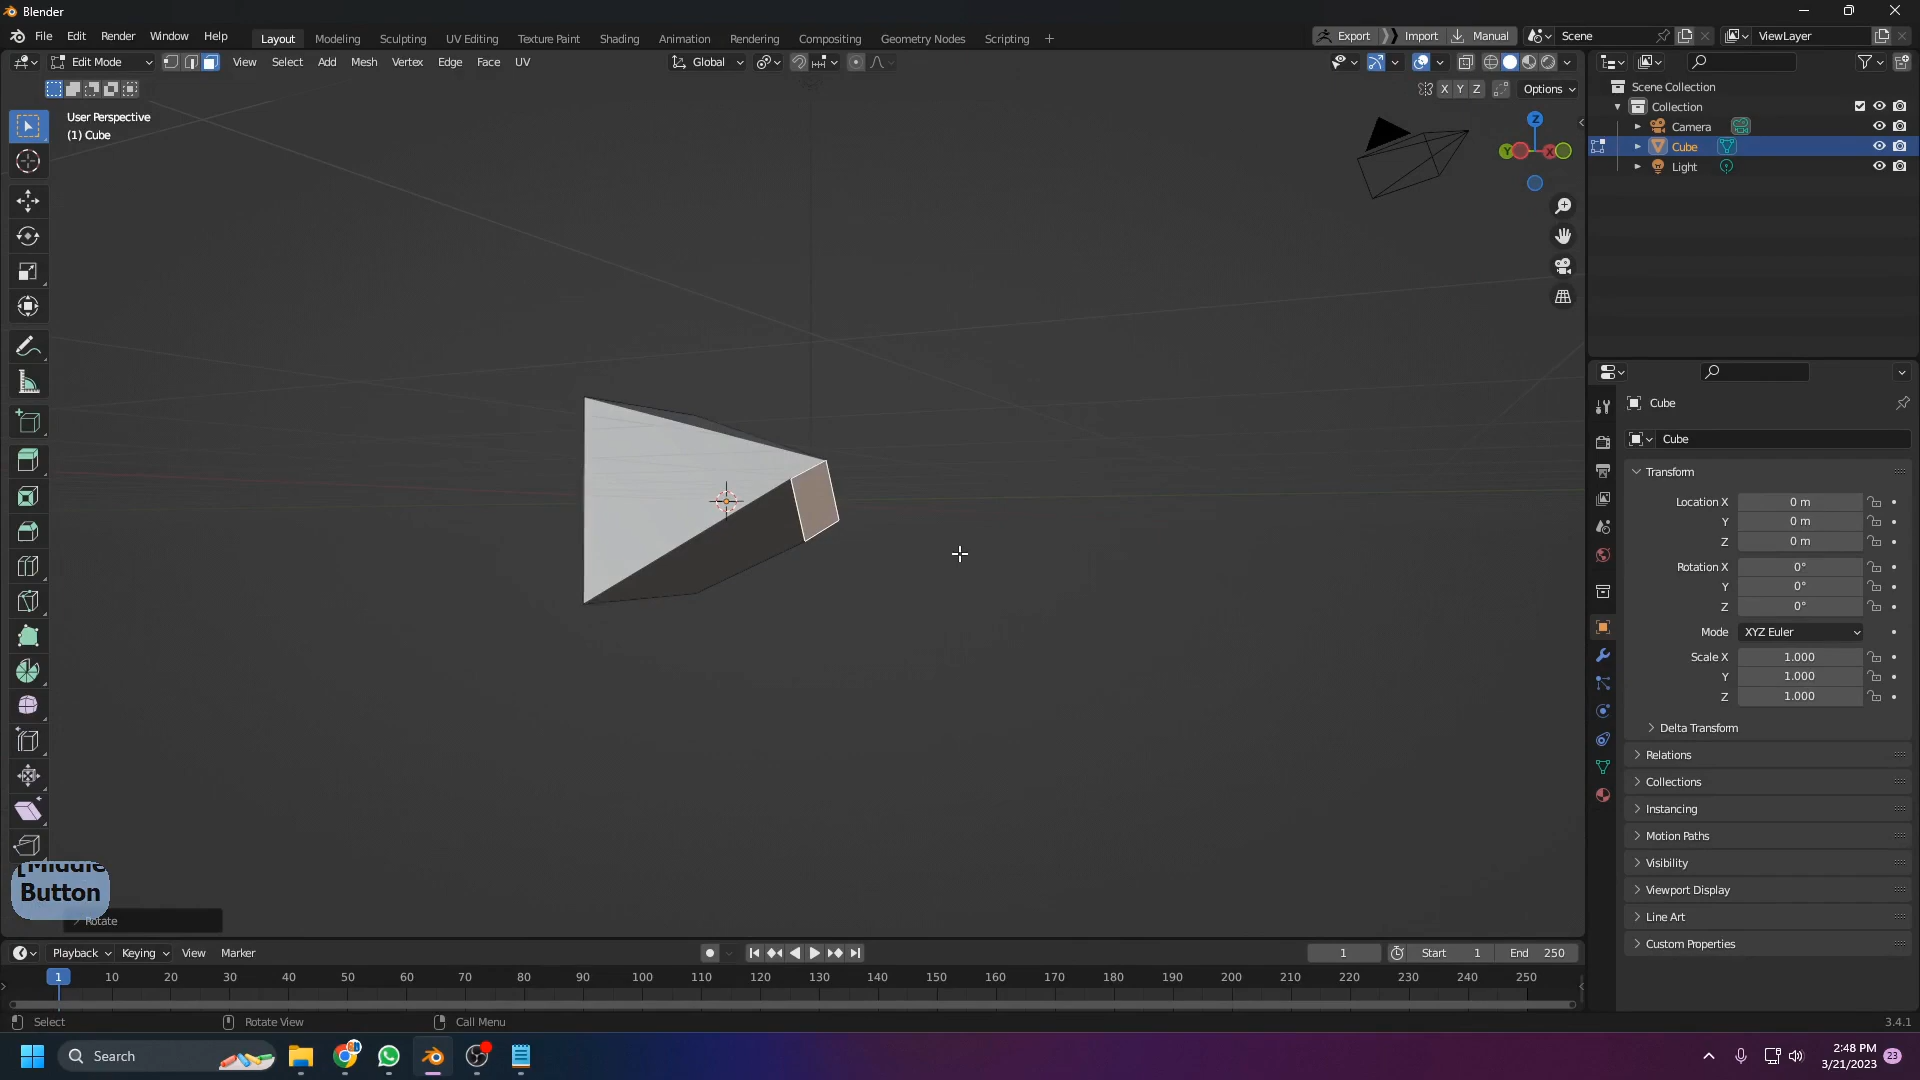 Blender
File Edit Render Window Help
Layout Modeling Sculpting UV Editing Texture Paint Shading Animation Rendering Compositing Geometry Nodes Scripting +
Export Import Manual Scene ViewLayer
Edit Mode View Select Add Mesh Vertex Edge Face UV
Global
X Y Z Options
User Perspective
(1) Cube
Z
Y X
Scene Collection
Collection
Camera
Cube
Light
Cube
Cube
Transform
Location X 0 m
Y 0 m
Z 0 m
Rotation X 0°
Y 0°
Z 0°
Mode XYZ Euler
Scale X 1.000
Y 1.000
Z 1.000
Delta Transform
Relations
Collections
Instancing
Motion Paths
Visibility
Viewport Display
Line Art
Custom Properties
[Middle
Button
Rotate
Playback Keying View Marker
1 Start 1 End 250
1 10 20 30 40 50 60 70 80 90 100 110 120 130 140 150 160 170 180 190 200 210 220 230 240 250
Select Rotate View Call Menu 3.4.1
Search
2:48 PM
3/21/2023
23